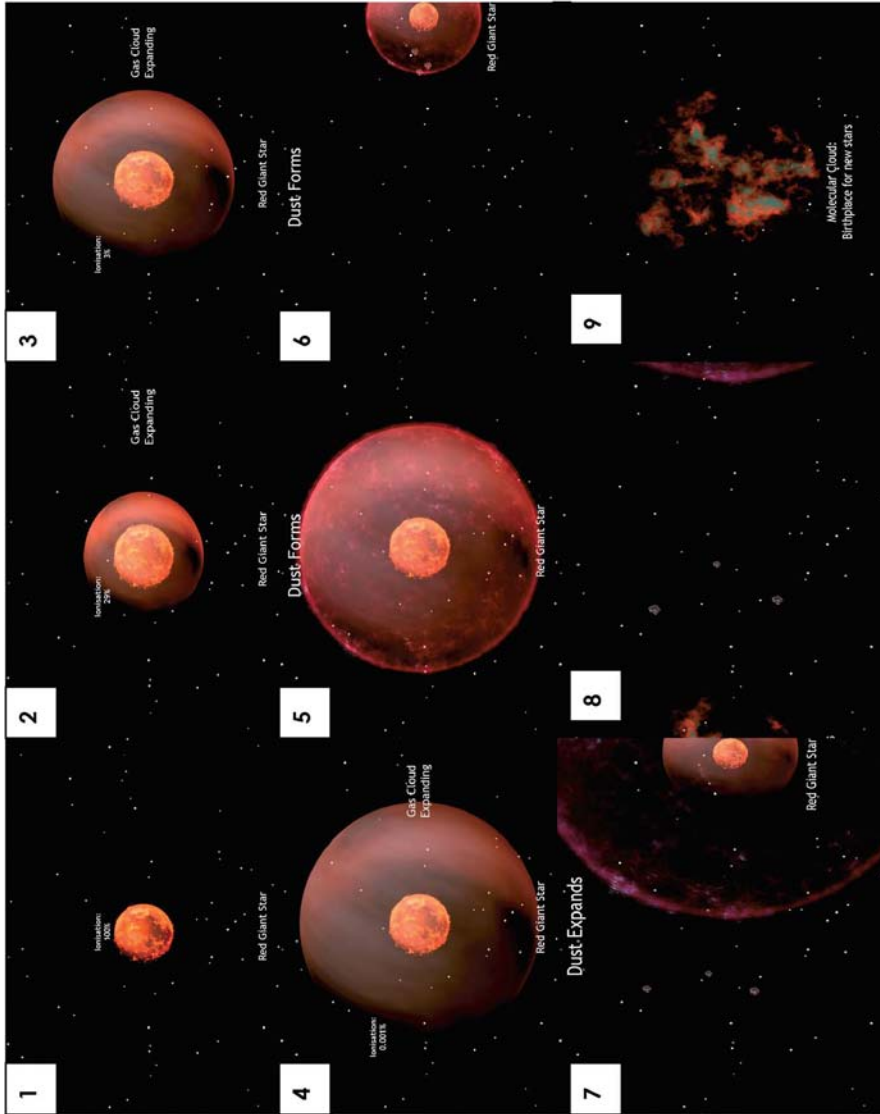 1
Ionisation:
100%
Red Giant Star
2
Ionisation:
29%
Gas Cloud
Expanding
Red Giant Star
3
Ionisation:
3%
Gas Cloud
Expanding
Red Giant Star
4
Ionisation:
0.001%
Gas Cloud
Expanding
Red Giant Star
5
Dust Forms
Red Giant Star
6
Dust Forms
Red Giant Star
7
Dust Expands
Red Giant Star
8
9
Molecular Cloud:
Birthplace for new stars